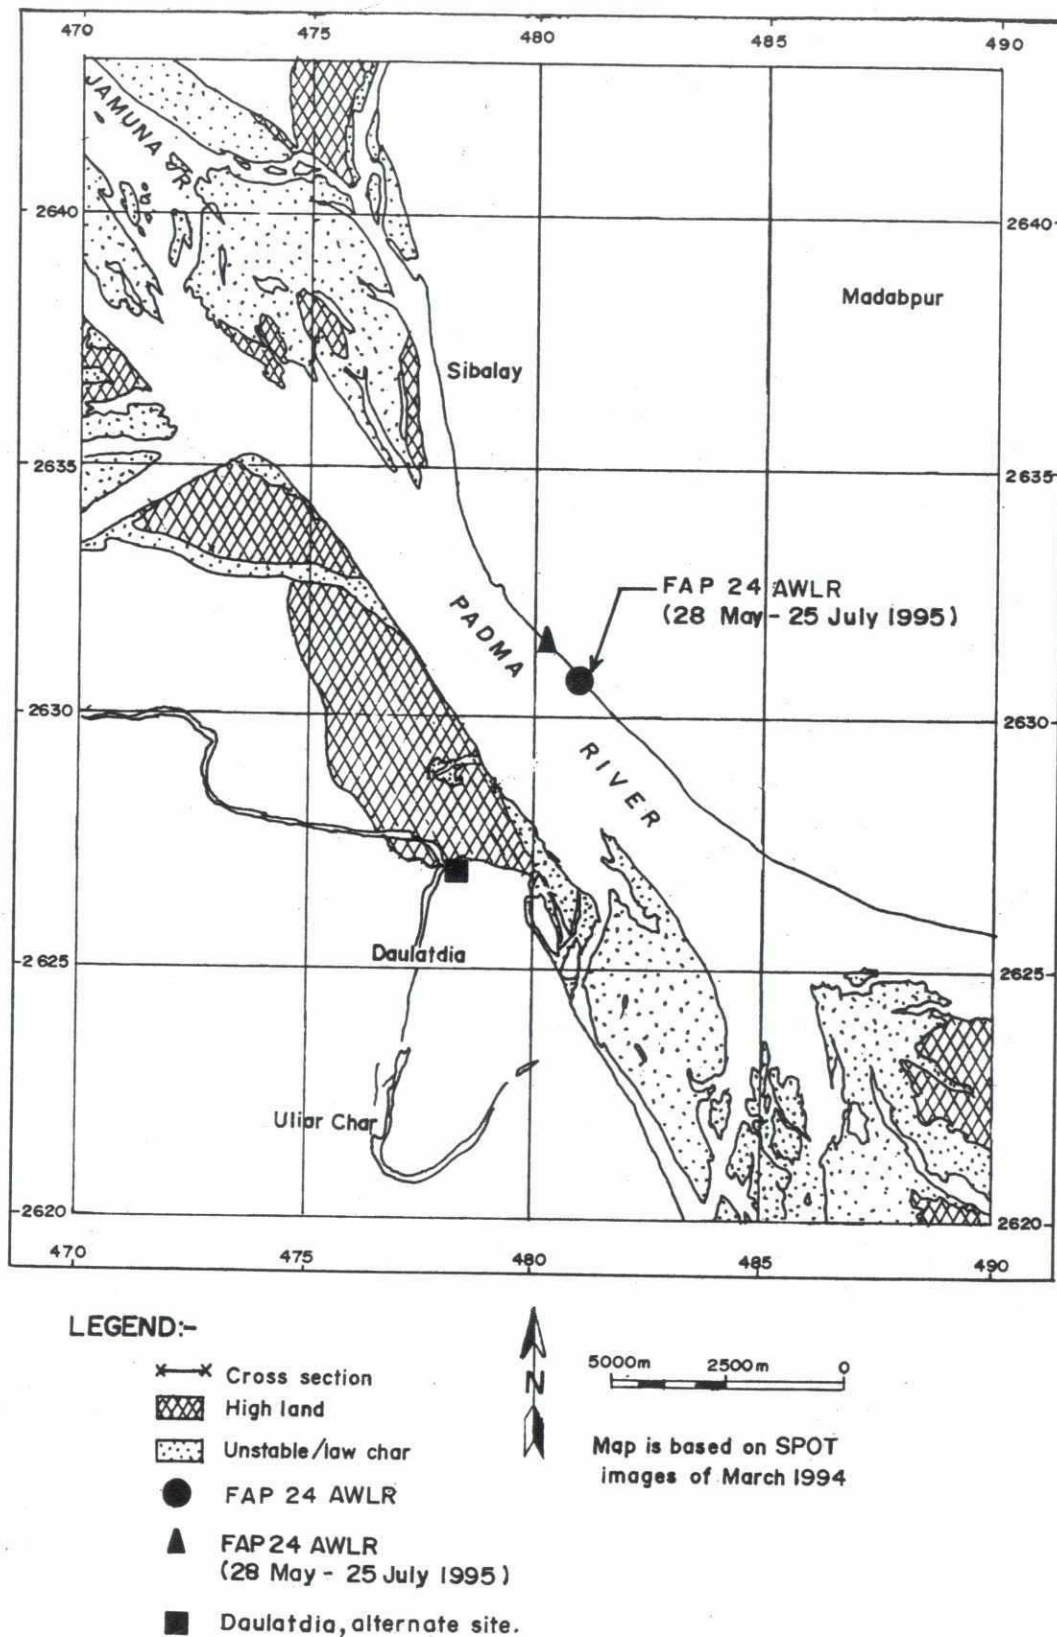 470 475 480 485 490
JAMUNA R
2640 2640
Madabpur
Sibalay
2635 2635
FAP 24 AWLR
(28 May - 25 July 1995)
PADMA
2630 2630
RIVER
Daulatdia
2625 2625
Uliar Char
2620 2620
470 475 480 485 490
LEGEND:-
Cross section
High land
Unstable/law char
FAP 24 AWLR
FAP 24 AWLR
(28 May - 25 July 1995)
Daulatdia, alternate site.
N
5000m 2500m 0
Map is based on SPOT
images of March 1994